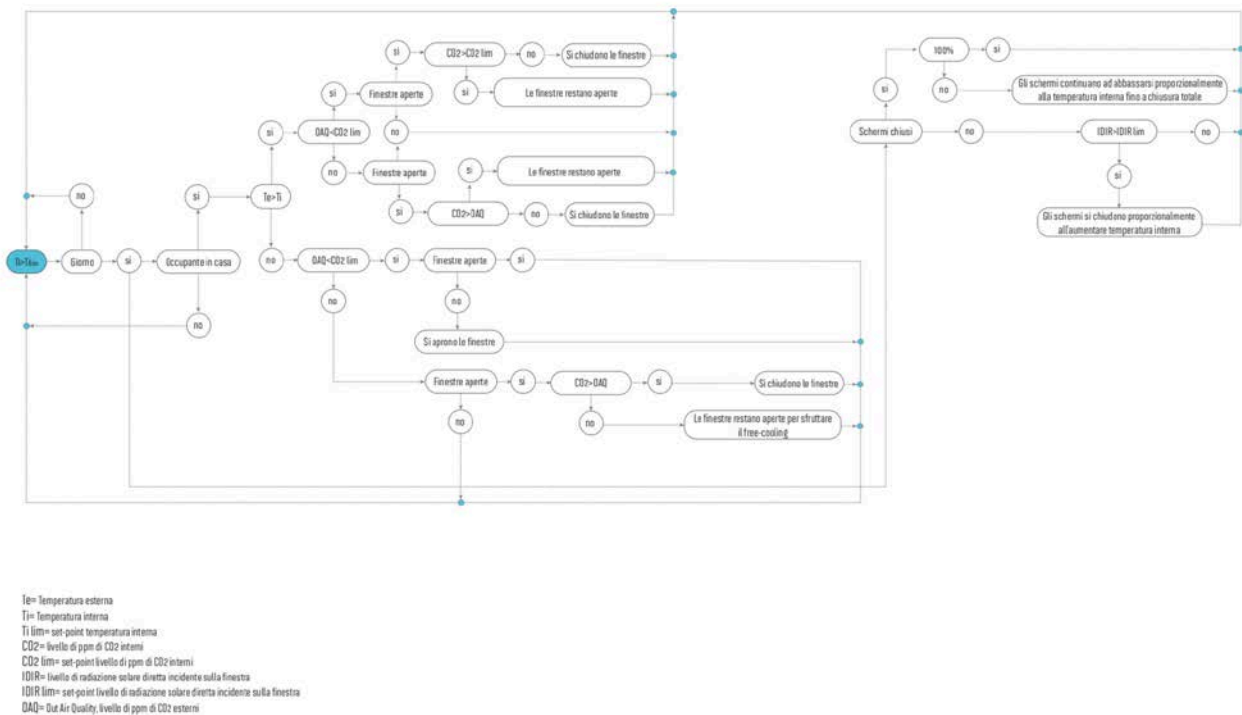 si
100%
si
si
CO2>CO2 lim
no
Si chiudono le finestre
si
Finestre aperte
si
Le finestre restano aperte
si
no
Gli schermi continuano ad abbassarsi proporzionalmente
alla temperatura interna fino a chiusura totale
si
OAQ<CO2 lim
no
Schermi chiusi
no
IDIR>IDIR lim
no
no
Finestre aperte
si
Le finestre restano aperte
si
no
si
Te>Ti
si
CO2>OAQ
no
Si chiudono le finestre
Gli schermi si chiudono proporzionalmente
all'aumentare temperatura interna
Ti>Ti lim
Giorno
si
Occupante in casa
no
OAQ<CO2 lim
si
Finestre aperte
si
no
no
no
Si aprono le finestre
Finestre aperte
si
CO2>OAQ
si
Si chiudono le finestre
no
no
Le finestre restano aperte per sfruttare
il free-cooling
Te= Temperatura esterna
Ti= Temperatura interna
Ti lim= set-point temperatura interna
CO2= livello di ppm di CO2 interni
CO2 lim= set-point livello di ppm di CO2 interni
IDIR= livello di radiazione solare diretta incidente sulla finestra
IDIR lim= set-point livello di radiazione solare diretta incidente sulla finestra
OAQ= Out Air Quality, livello di ppm di CO2 esterni